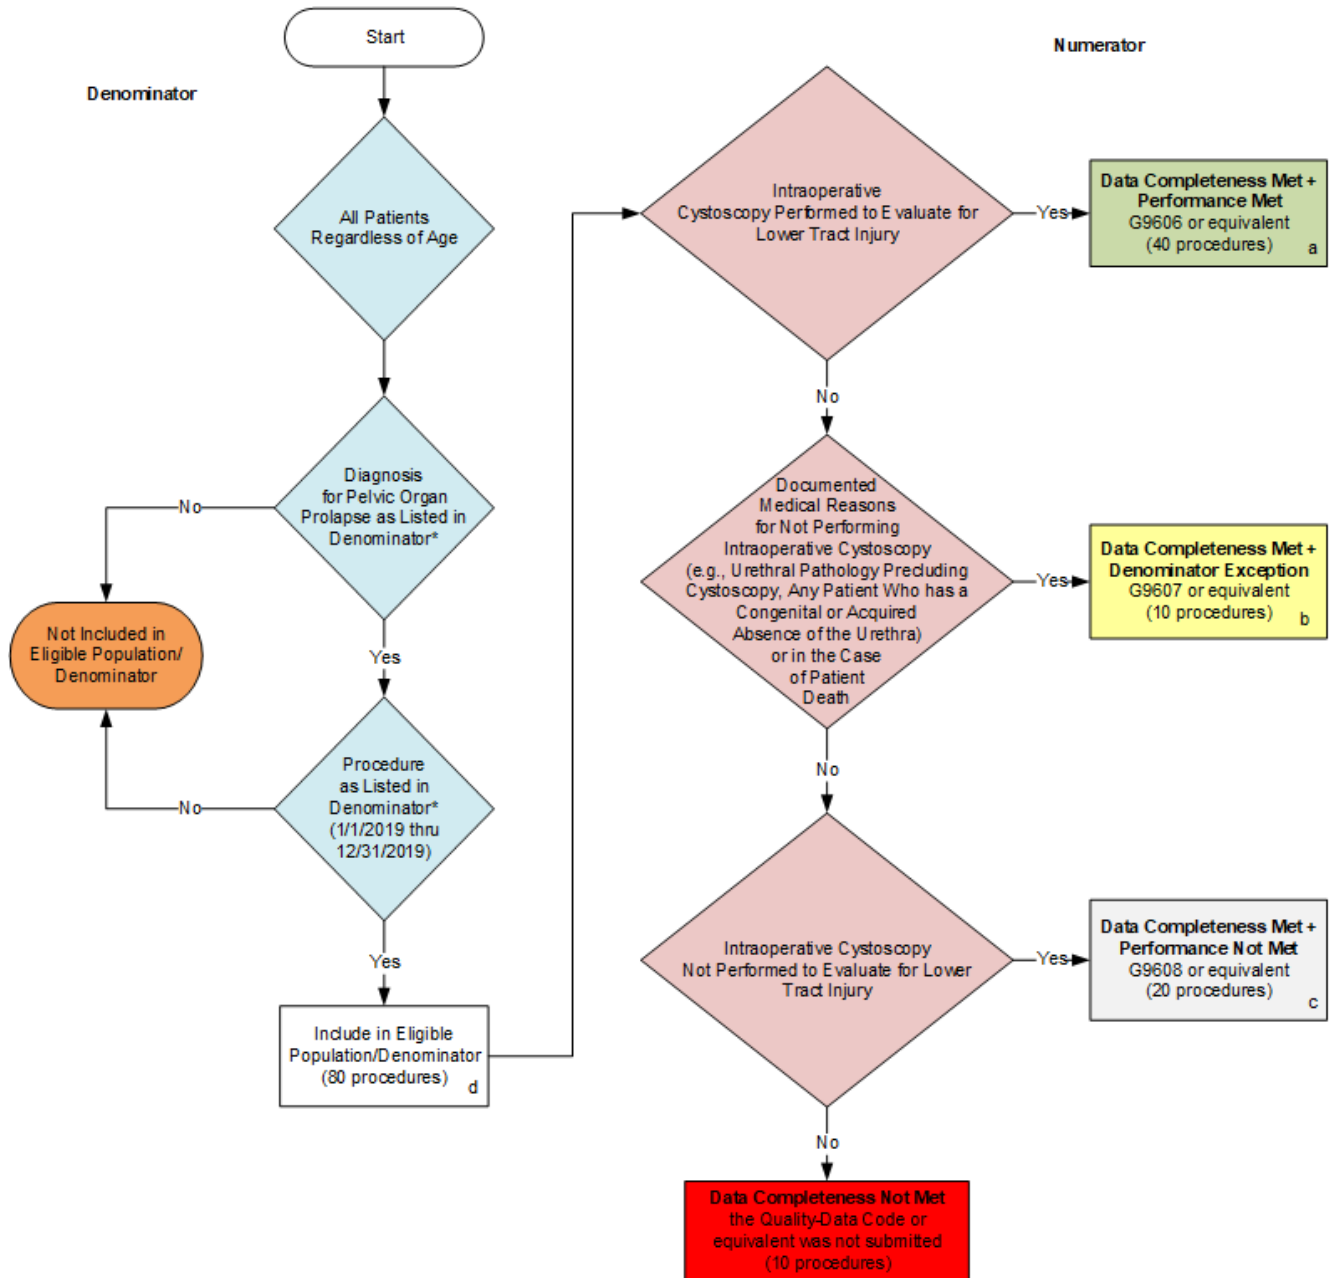 Start
Denominator
All Patients
Regardless of Age
Diagnosis
for Pelvic Organ
Prolapse as Listed in
Denominator*
No
Not Included in
Eligible Population/
Denominator
Yes
Procedure
as Listed in
Denominator*
(1/1/2019 thru
12/31/2019)
No
Yes
Include in Eligible
Population/Denominator
(80 procedures)
d
Numerator
Intraoperative
Cystoscopy Performed to Evaluate for
Lower Tract Injury
Yes
Data Completeness Met +
Performance Met
G9606 or equivalent
(40 procedures)
a
No
Documented
Medical Reasons
for Not Performing
Intraoperative Cystoscopy
(e.g., Urethral Pathology Precluding
Cystoscopy, Any Patient Who has a
Congenital or Acquired
Absence of the Urethra)
or in the Case
of Patient
Death
Yes
Data Completeness Met +
Denominator Exception
G9607 or equivalent
(10 procedures)
b
No
Intraoperative Cystoscopy
Not Performed to Evaluate for Lower
Tract Injury
Yes
Data Completeness Met +
Performance Not Met
G9608 or equivalent
(20 procedures)
c
No
Data Completeness Not Met
the Quality-Data Code or
equivalent was not submitted
(10 procedures)